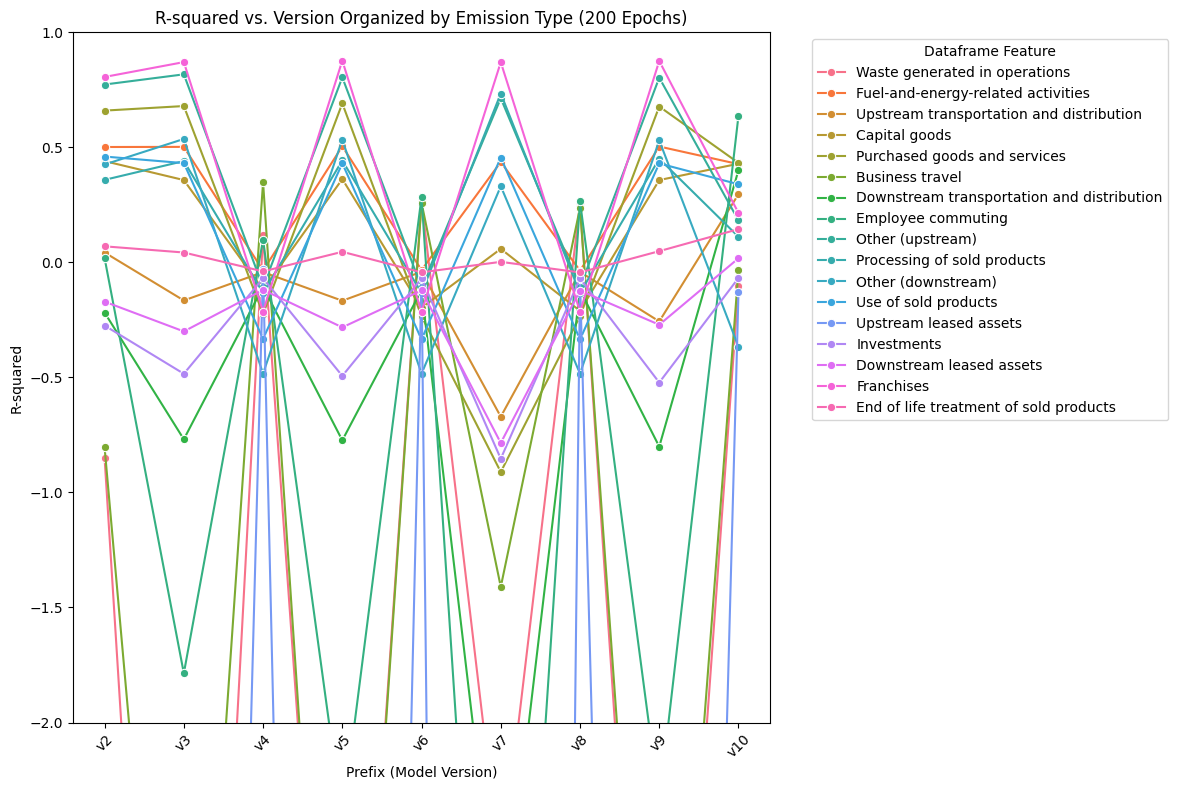 R-squared vs. Version Organized by Emission Type (200 Epochs)
1.0
0.5
0.0
−0.5
−1.0
−1.5
−2.0
R-squared
v2
v3
v4
v5
v6
v7
v8
v9
v10
Prefix (Model Version)
Dataframe Feature
Waste generated in operations
Fuel-and-energy-related activities
Upstream transportation and distribution
Capital goods
Purchased goods and services
Business travel
Downstream transportation and distribution
Employee commuting
Other (upstream)
Processing of sold products
Other (downstream)
Use of sold products
Upstream leased assets
Investments
Downstream leased assets
Franchises
End of life treatment of sold products